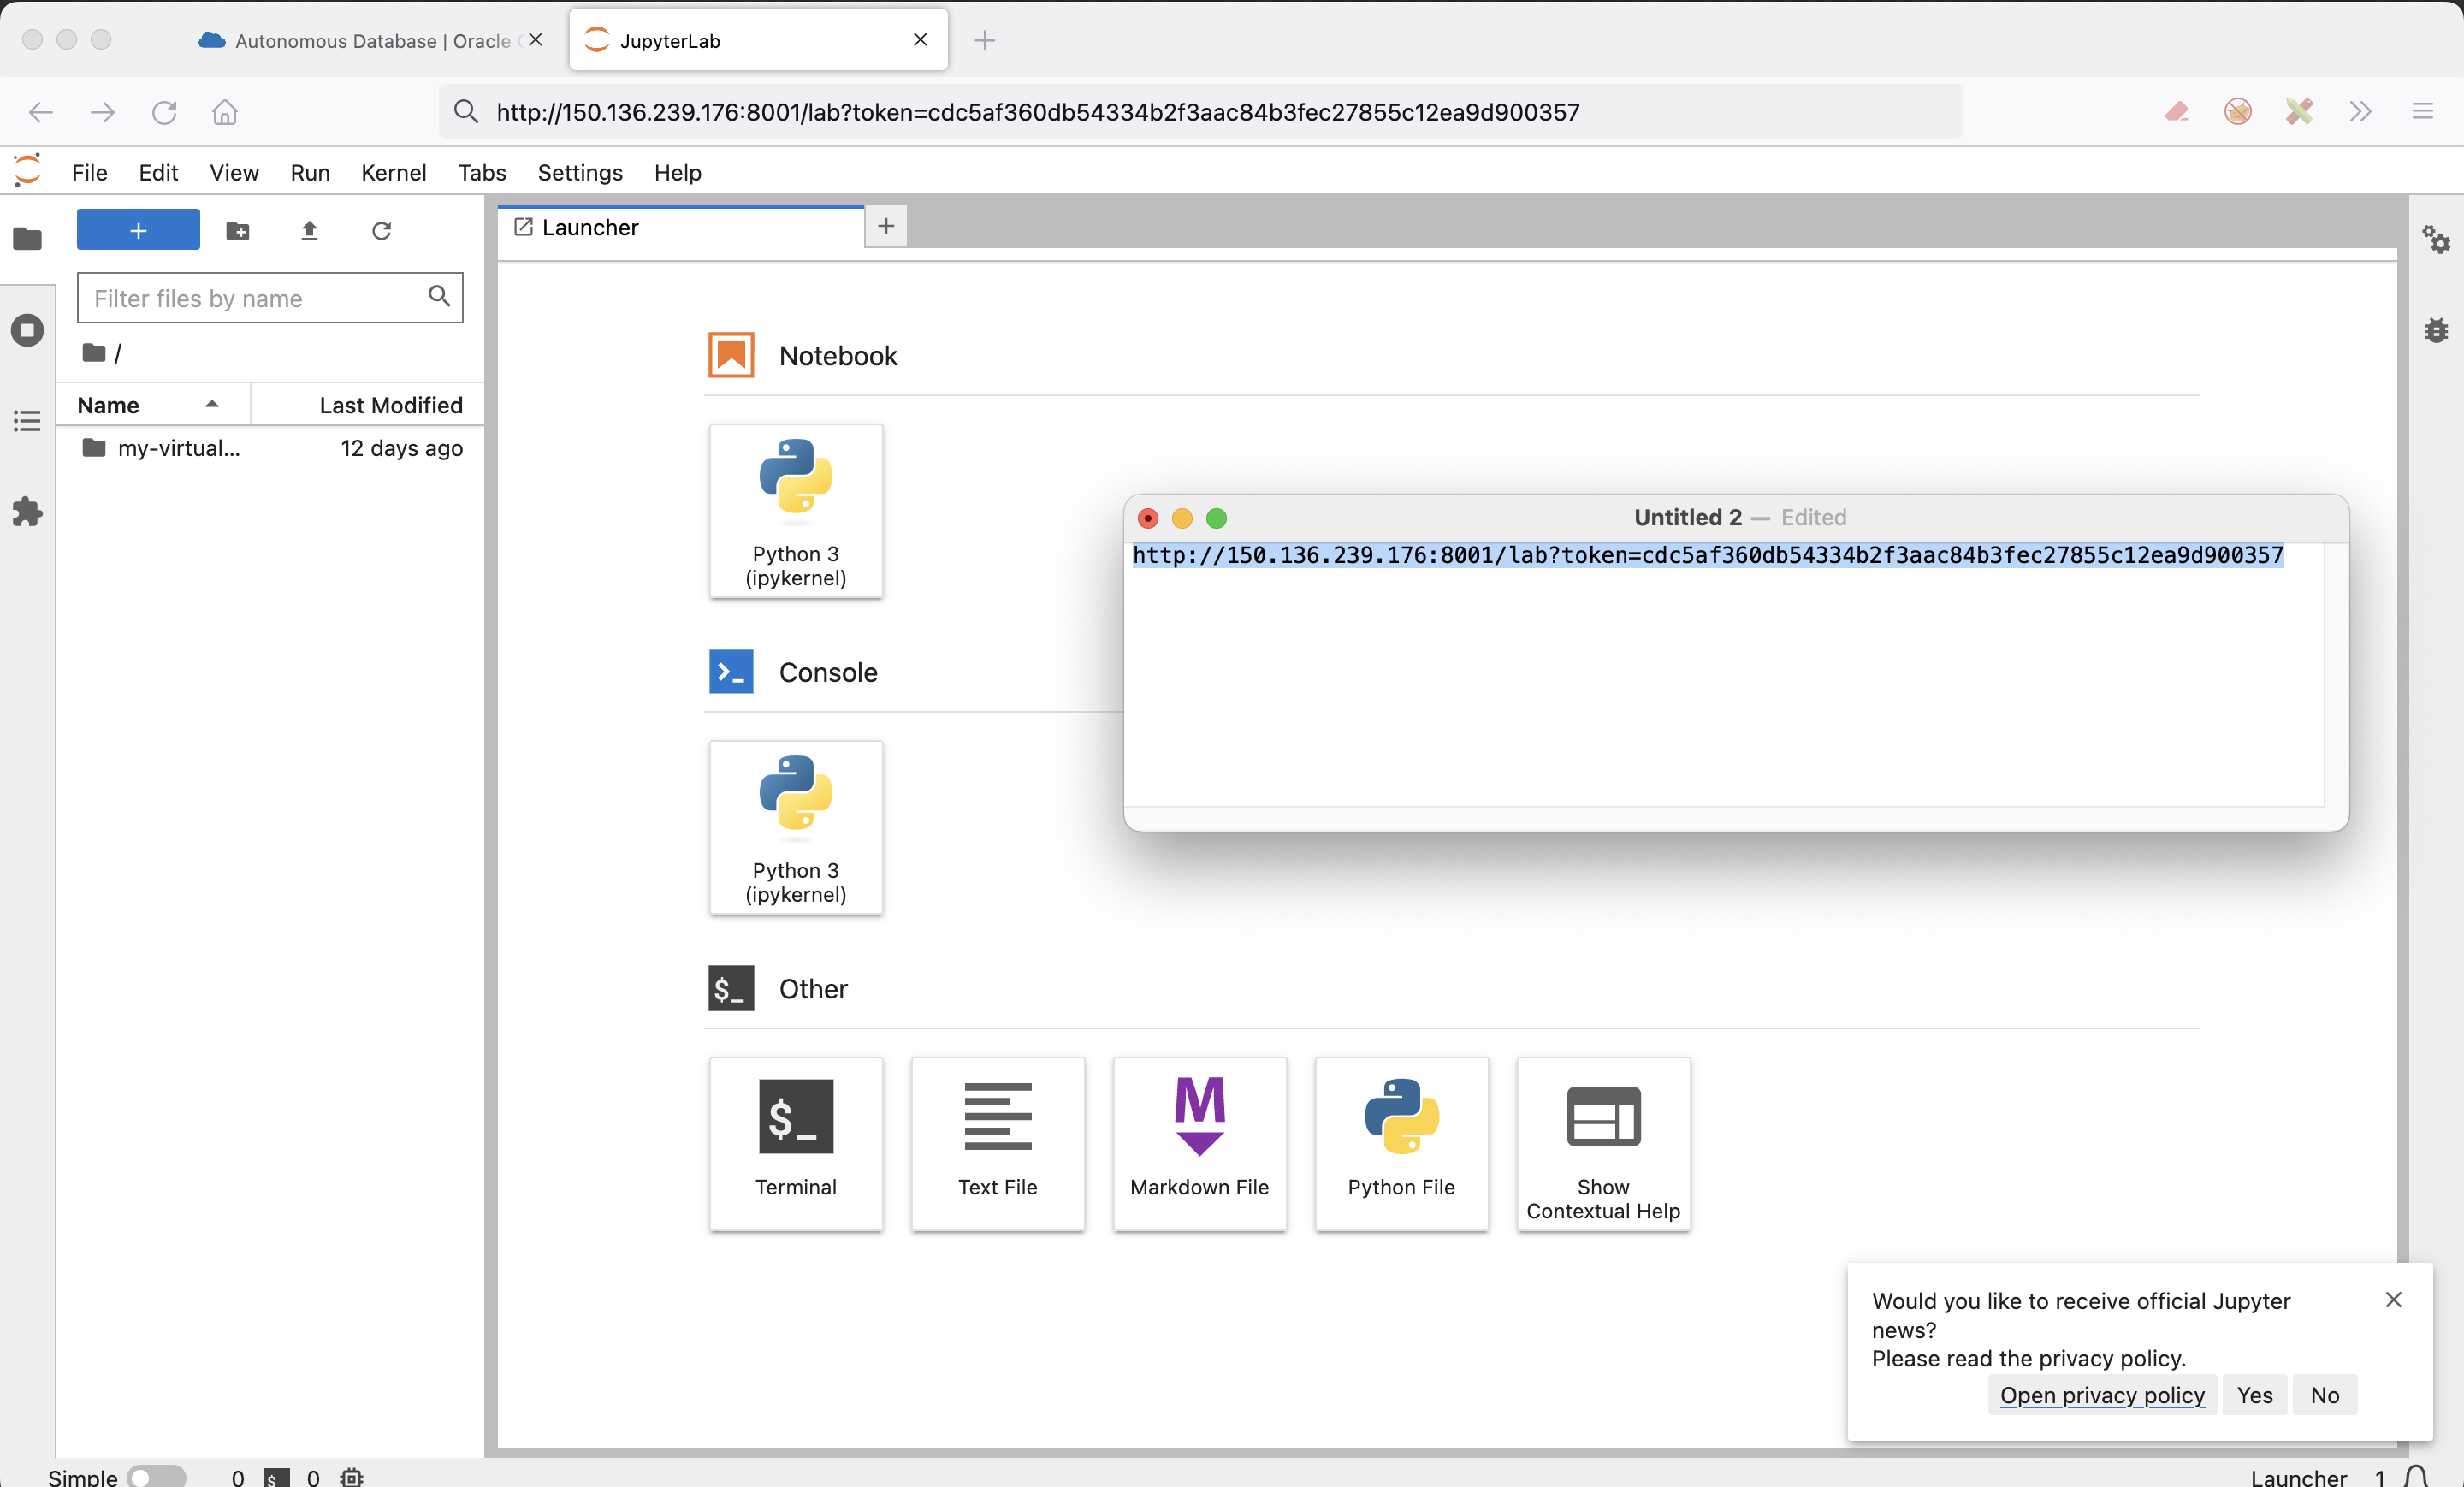 Autonomous Database | Oracle
JupyterLab
http://150.136.239.176:8001/lab?token=cdc5af360db54334b2f3aac84b3fec27855c12ea9d900357
File Edit View Run Kernel Tabs Settings Help
Launcher
Filter files by name
/
Name Last Modified
my-virtual... 12 days ago
Notebook
Python 3
(ipykernel)
Untitled 2 — Edited
http://150.136.239.176:8001/lab?token=cdc5af360db54334b2f3aac84b3fec27855c12ea9d900357
Console
Python 3
(ipykernel)
$_ Other
$_
M
Terminal
Text File
Markdown File
Python File
Show
Contextual Help
Would you like to receive official Jupyter
news?
Please read the privacy policy.
Open privacy policy Yes No
Simple 0 $ 0 Launcher 1